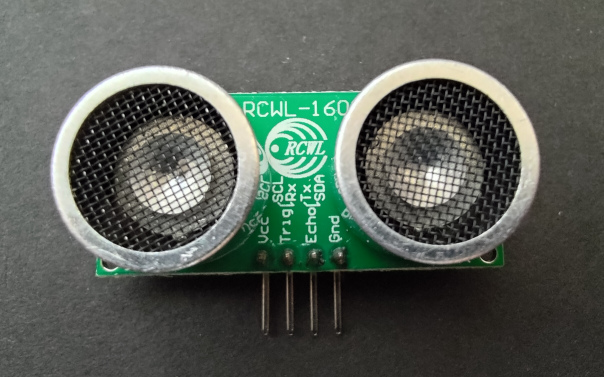 RCWL-160
RCWL
Vcc
Trig/Rx
SCL
Echo/Tx
SDA
Gnd